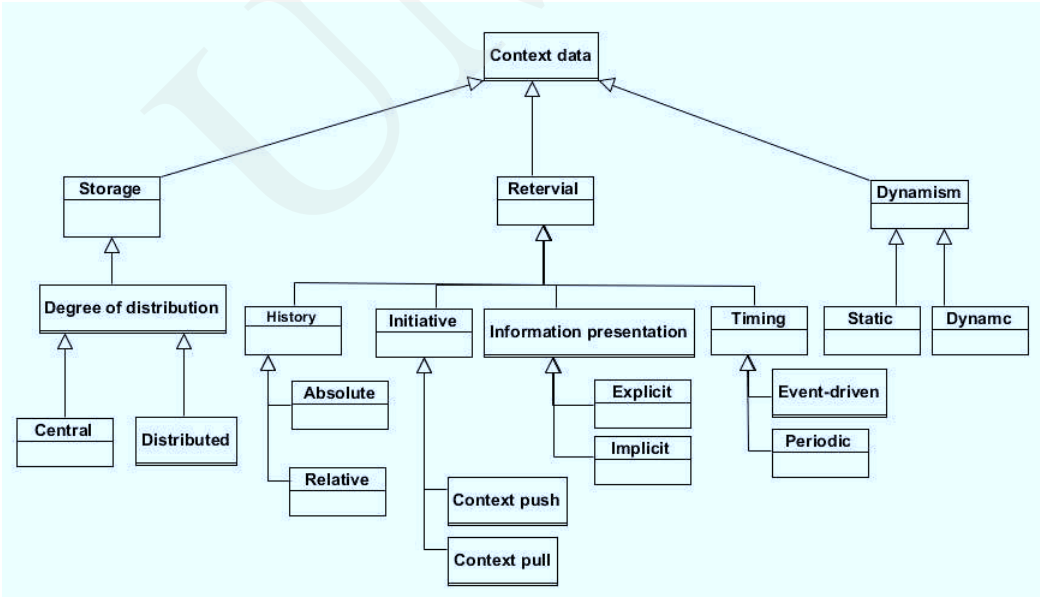 Context data
Storage
Retervial
Dynamism
Degree of distribution
History
Initiative
Information presentation
Timing
Static
Dynamc
Absolute
Explicit
Event-driven
Central
Distributed
Implicit
Periodic
Relative
Context push
Context pull